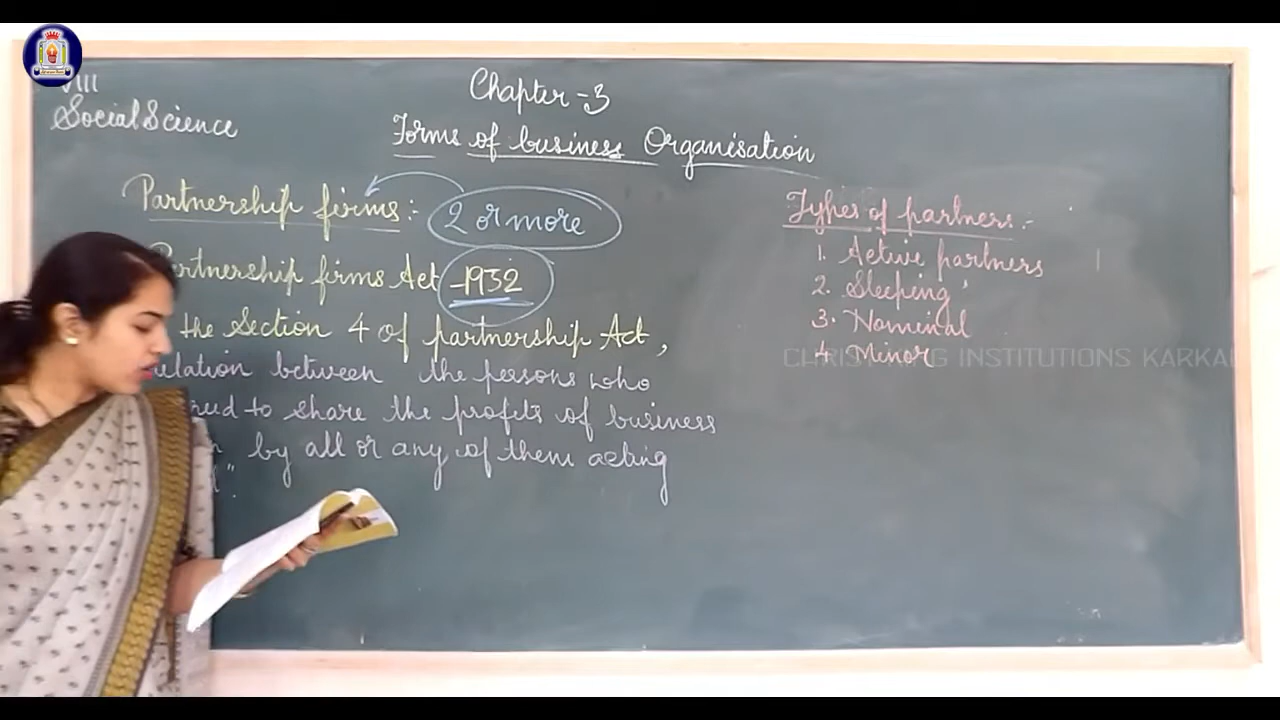 VIII
Social Science
Chapter - 3
Forms of business Organisation
Partnership firms :-
2 or more
Partnership firms Act - 1932
the Section 4 of partnership Act,
relation between the persons who
to share the profits of business
by all or any of them acting
Types of partners :-
1. Active partners
2. Sleeping "
3. Nominal
4. Minor
CHRIST KING INSTITUTIONS KARKAL